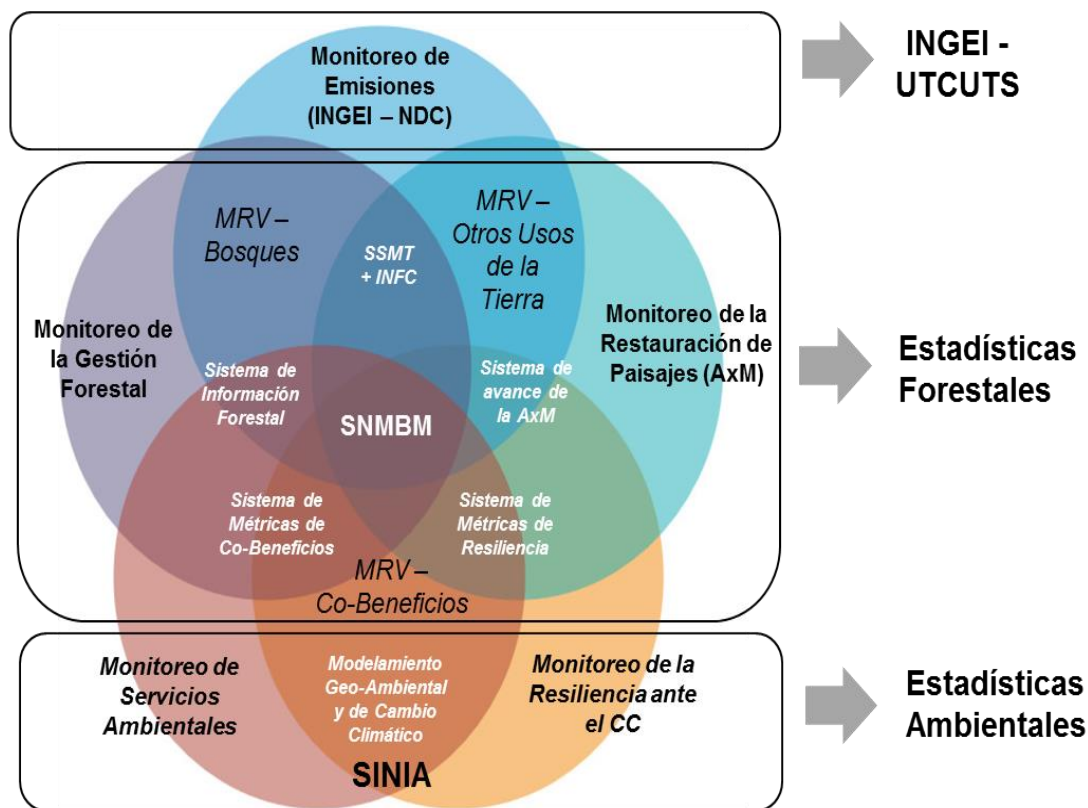 Monitoreo de
Emisiones
(INGEI – NDC)
INGEI -
UTCUTS
MRV –
Bosques
SSMT
+ INFC
MRV –
Otros Usos
de la
Tierra
Monitoreo de
la Gestión
Forestal
Sistema de
Información
Forestal
SNMBM
Sistema de
avance de
la AxM
Monitoreo de la
Restauración de
Paisajes (AxM)
Estadísticas
Forestales
Sistema de
Métricas de
Co-Beneficios
Sistema de
Métricas de
Resiliencia
MRV –
Co-Beneficios
Monitoreo de
Servicios
Ambientales
Modelamiento
Geo-Ambiental
y de Cambio
Climático
SINIA
Monitoreo de la
Resiliencia ante
el CC
Estadísticas
Ambientales